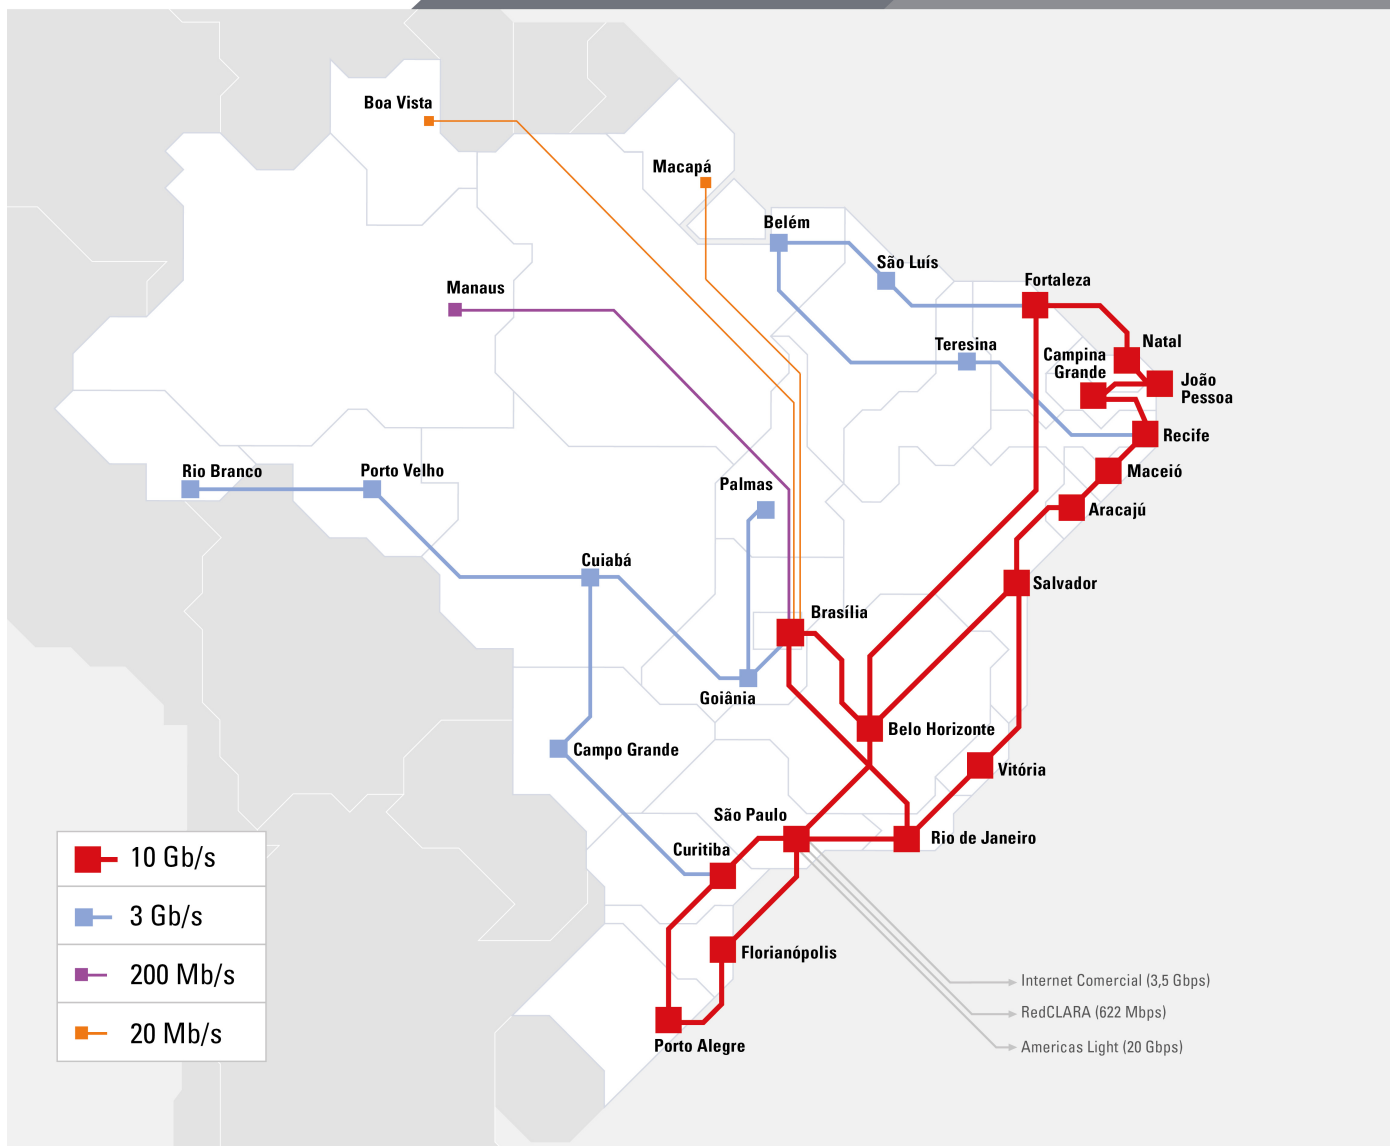 Boa Vista
Macapá
Belém
São Luís
Fortaleza
Manaus
Teresina
Natal
Campina
Grande
João
Pessoa
Recife
Rio Branco
Porto Velho
Maceió
Palmas
Aracajú
Cuiabá
Salvador
Brasília
Goiânia
Belo Horizonte
Campo Grande
Vitória
São Paulo
Rio de Janeiro
Curitiba
Florianópolis
Porto Alegre
10 Gb/s
3 Gb/s
200 Mb/s
20 Mb/s
Internet Comercial (3,5 Gbps)
RedCLARA (622 Mbps)
Americas Light (20 Gbps)